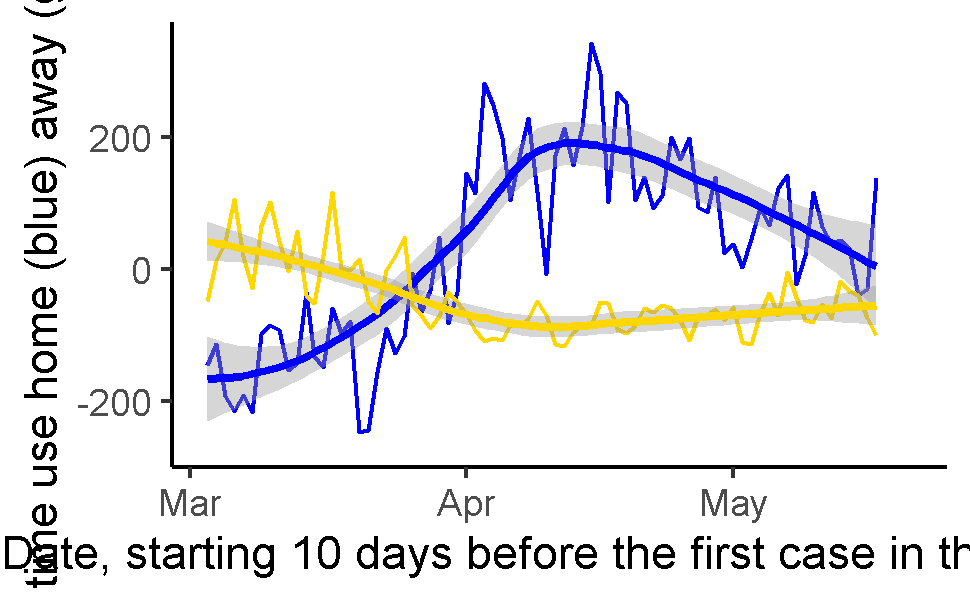 time use home (blue) away (
200
0
-200
Mar Apr May
Date, starting 10 days before the first case in th